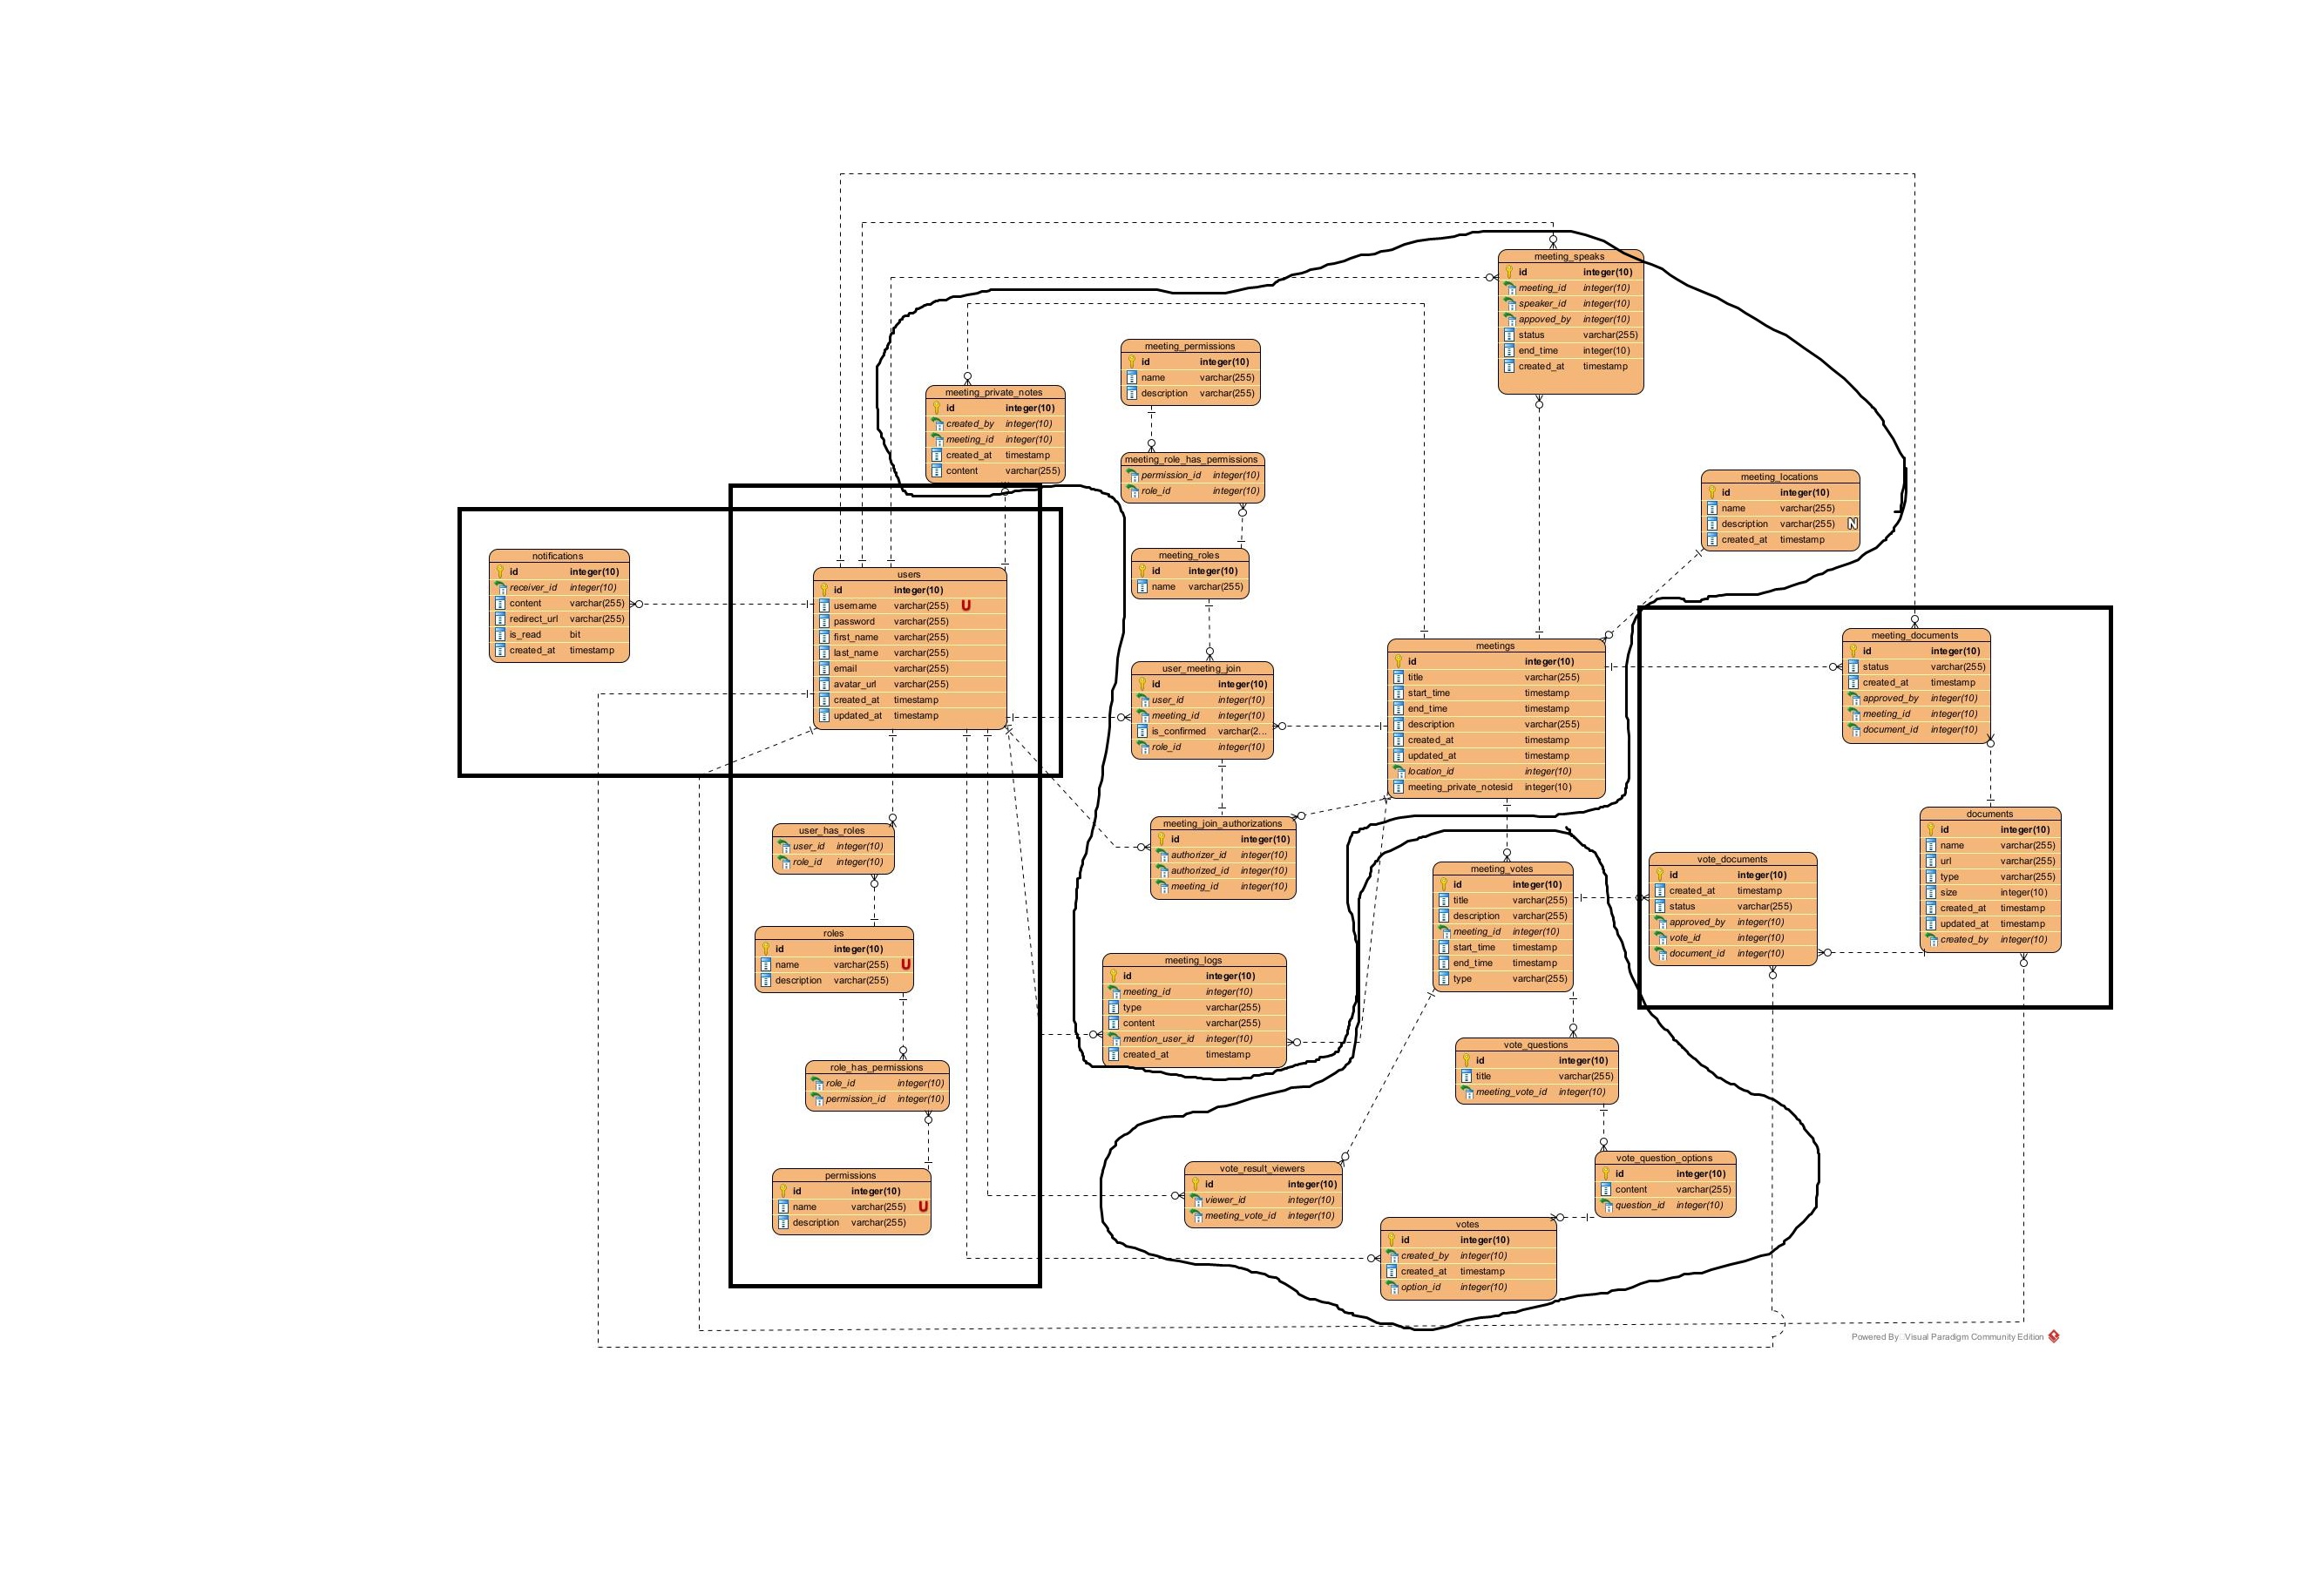 meeting_speaks
id integer(10)
meeting_id integer(10)
speaker_id integer(10)
appoved_by integer(10)
status varchar(255)
end_time integer(10)
created_at timestamp
meeting_permissions
id integer(10)
name varchar(255)
description varchar(255)
meeting_private_notes
id integer(10)
created_by integer(10)
meeting_id integer(10)
created_at timestamp
content varchar(255)
meeting_role_has_permissions
permission_id integer(10)
role_id integer(10)
meeting_locations
id integer(10)
name varchar(255)
description varchar(255) N
created_at timestamp
notifications
id integer(10)
receiver_id integer(10)
content varchar(255)
redirect_url varchar(255)
is_read bit
created_at timestamp
users
id integer(10)
username varchar(255) U
password varchar(255)
first_name varchar(255)
last_name varchar(255)
email varchar(255)
avatar_url varchar(255)
created_at timestamp
updated_at timestamp
meeting_roles
id integer(10)
name varchar(255)
user_meeting_join
id integer(10)
user_id integer(10)
meeting_id integer(10)
is_confirmed varchar(2...
role_id integer(10)
meetings
id integer(10)
title varchar(255)
start_time timestamp
end_time timestamp
description varchar(255)
created_at timestamp
updated_at timestamp
location_id integer(10)
meeting_private_notesid integer(10)
meeting_documents
id integer(10)
status varchar(255)
created_at timestamp
approved_by integer(10)
meeting_id integer(10)
document_id integer(10)
user_has_roles
user_id integer(10)
role_id integer(10)
meeting_join_authorizations
id integer(10)
authorizer_id integer(10)
authorized_id integer(10)
meeting_id integer(10)
meeting_votes
id integer(10)
title varchar(255)
description varchar(255)
meeting_id integer(10)
start_time timestamp
end_time timestamp
type varchar(255)
vote_documents
id integer(10)
created_at timestamp
status varchar(255)
approved_by integer(10)
vote_id integer(10)
document_id integer(10)
documents
id integer(10)
name varchar(255)
url varchar(255)
type varchar(255)
size integer(10)
created_at timestamp
updated_at timestamp
created_by integer(10)
roles
id integer(10)
name varchar(255) U
description varchar(255)
meeting_logs
id integer(10)
meeting_id integer(10)
type varchar(255)
content varchar(255)
mention_user_id integer(10)
created_at timestamp
vote_questions
id integer(10)
title varchar(255)
meeting_vote_id integer(10)
role_has_permissions
role_id integer(10)
permission_id integer(10)
vote_question_options
id integer(10)
content varchar(255)
question_id integer(10)
permissions
id integer(10)
name varchar(255) U
description varchar(255)
vote_result_viewers
id integer(10)
viewer_id integer(10)
meeting_vote_id integer(10)
votes
id integer(10)
created_by integer(10)
created_at timestamp
option_id integer(10)
Powered By Visual Paradigm Community Edition